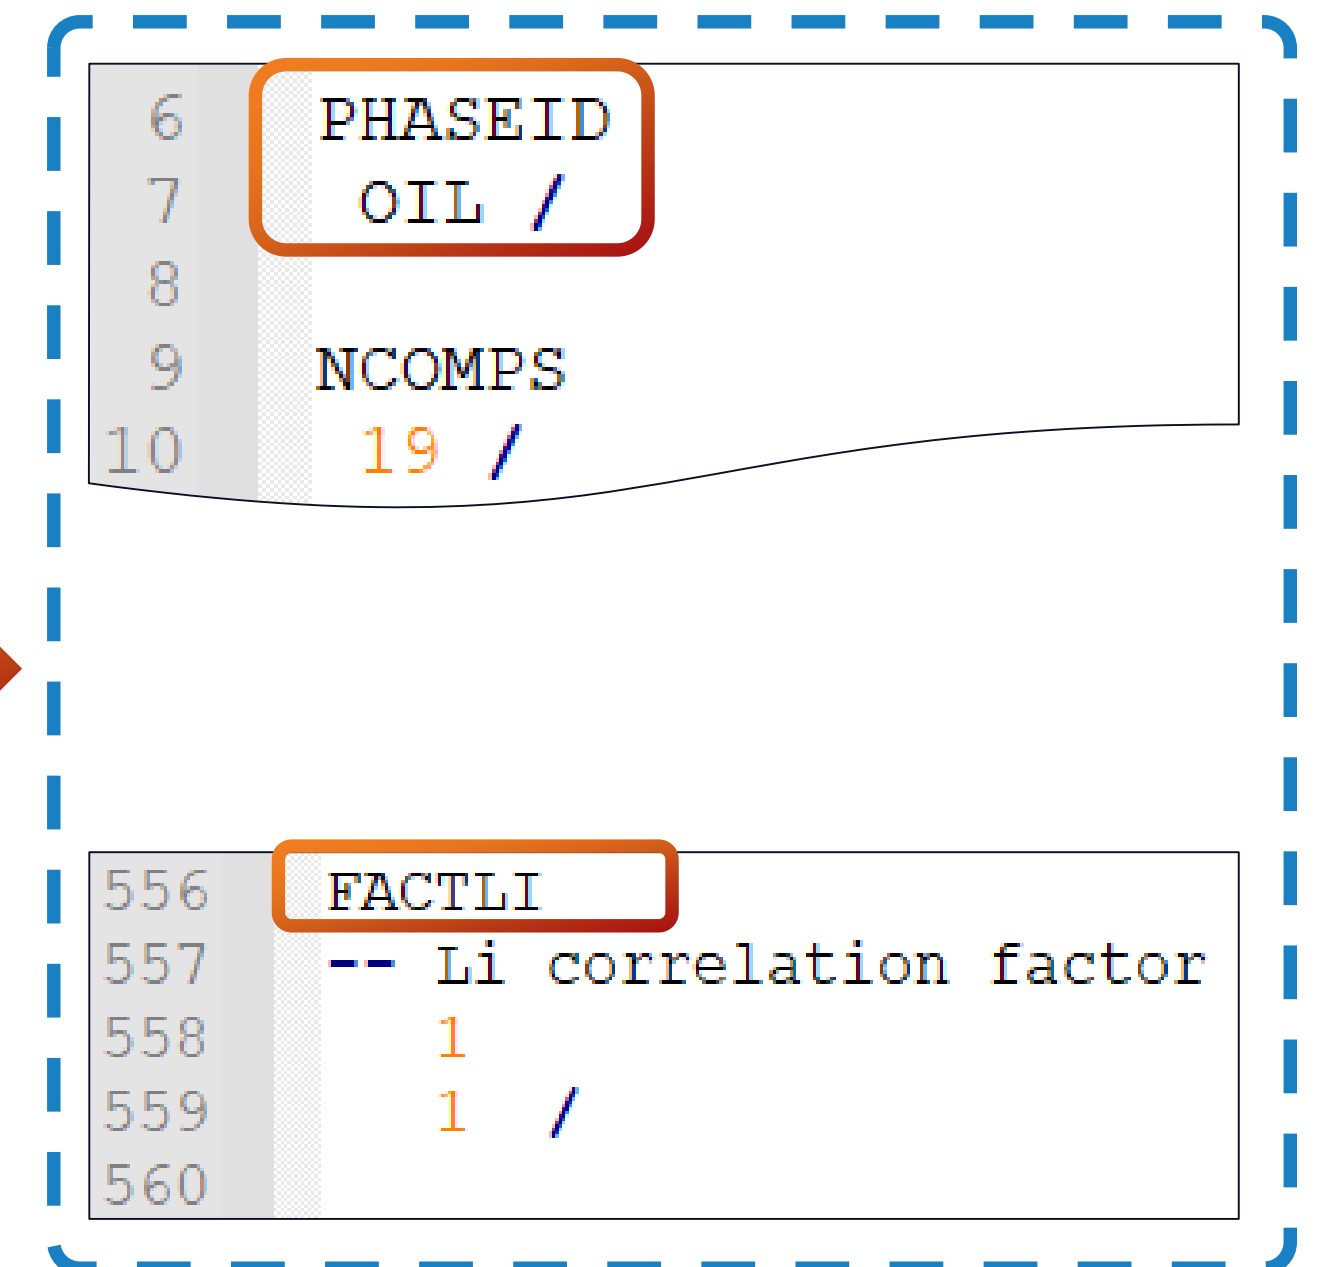 6 PHASEID
7 OIL /
8
9 NCOMPS
10 19 /
556 FACTLI
557 -- Li correlation factor
558 1
559 1 /
560